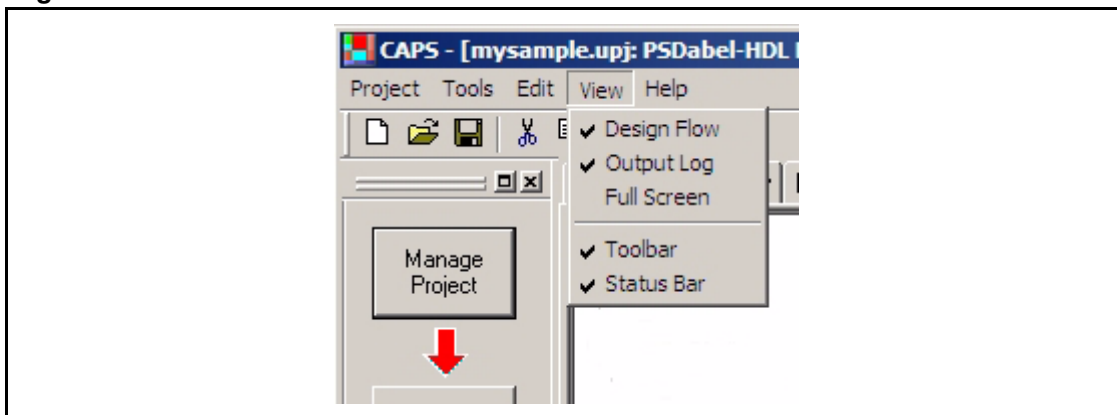 CAPS - [mysample.upj: PSDabel-HDL
Project Tools Edit View Help
Design Flow
Output Log
Full Screen
Toolbar
Status Bar
Manage
Project